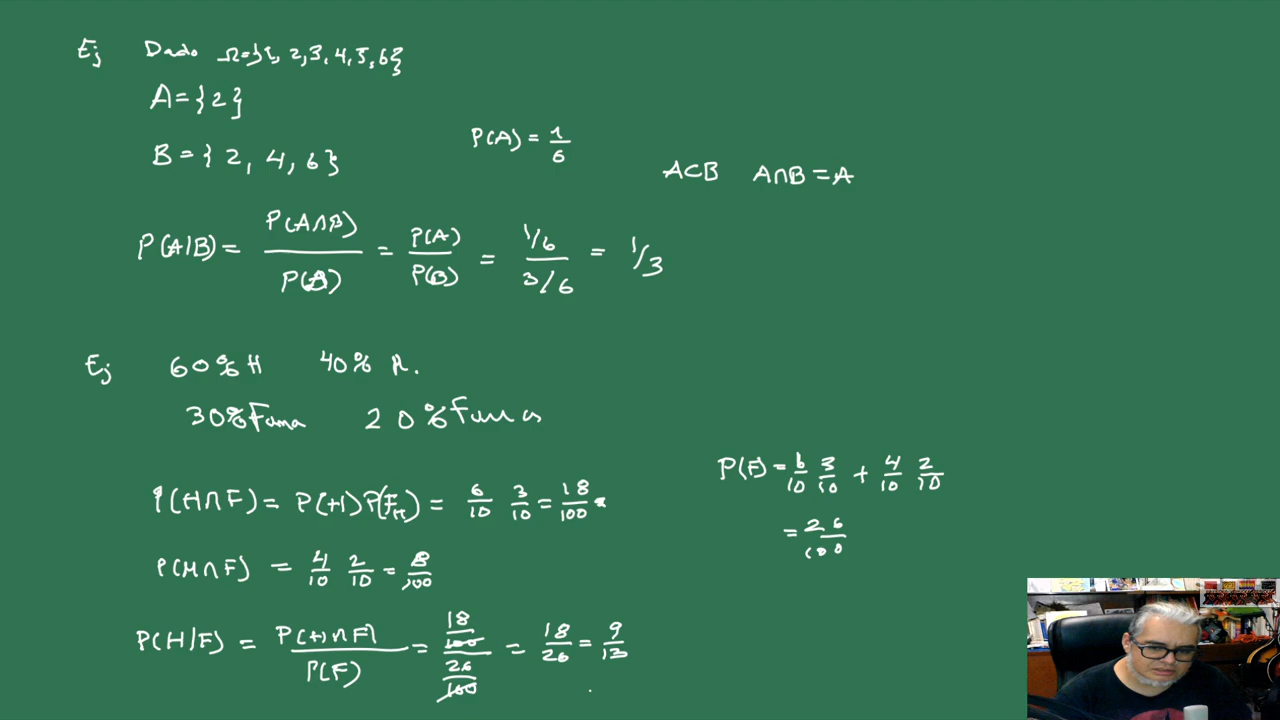 Ej Dado Ω={1, 2,3, 4,5,6}
A={2}
B={2, 4, 6}
P(A)=1/6
A⊂B A∩B=A
P(A|B)= P(A∩B)/P(B) = P(A)/P(B) = 1/6 / 3/6 = 1/3
Ej 60% H 40% M.
30% Fuma 20% Fuman
P(H∩F)= P(H)P(F_H) = 6/10 3/10 = 18/100
P(F)= 6/10 3/10 + 4/10 2/10
= 26/100
P(M∩F) = 4/10 2/10 = 8/100
P(H/F) = P(H∩F)/P(F) = 18/100 / 26/100 = 18/26 = 9/13